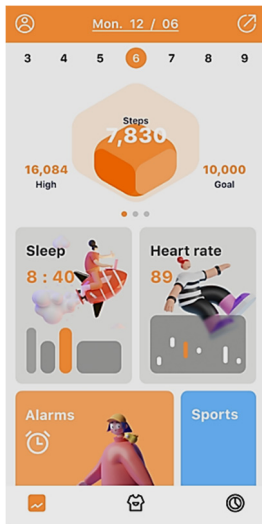 Mon. 12 / 06
3 4 5 6 7 8 9
Steps
7,830
16,084
High
10,000
Goal
Sleep
8 : 40
Heart rate
89
Alarms
Sports